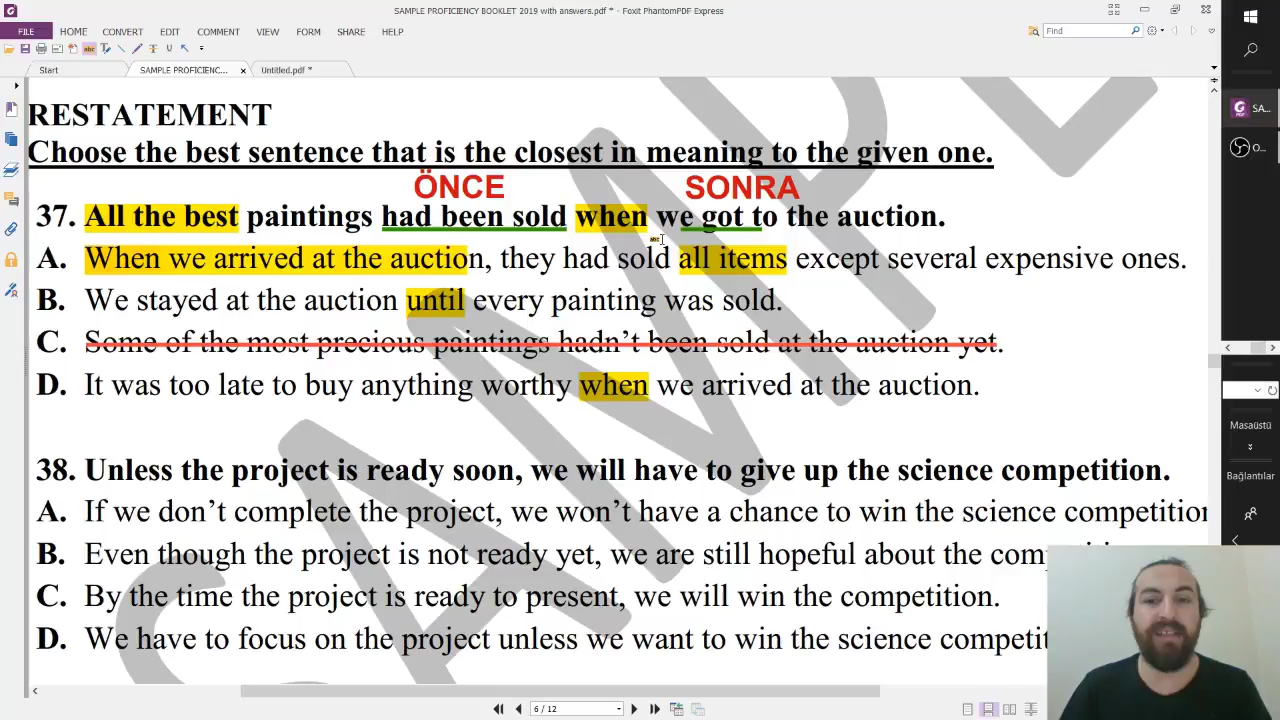 SAMPLE PROFICIENCY BOOKLET 2019 with answers.pdf * - Foxit PhantomPDF Express
FILE HOME CONVERT EDIT COMMENT VIEW FORM SHARE HELP
Find
Start SAMPLE PROFICIENC... Untitled.pdf *
RESTATEMENT
Choose the best sentence that is the closest in meaning to the given one.
ÖNCE SONRA
37. All the best paintings had been sold when we got to the auction.
A. When we arrived at the auction, they had sold all items except several expensive ones.
B. We stayed at the auction until every painting was sold.
C. Some of the most precious paintings hadn't been sold at the auction yet.
D. It was too late to buy anything worthy when we arrived at the auction.
38. Unless the project is ready soon, we will have to give up the science competition.
A. If we don't complete the project, we won't have a chance to win the science competition
B. Even though the project is not ready yet, we are still hopeful about the com
C. By the time the project is ready to present, we will win the competition.
D. We have to focus on the project unless we want to win the science competit
SAMPLE
6 / 12
SA...
O...
Masaüstü
Bağlantılar